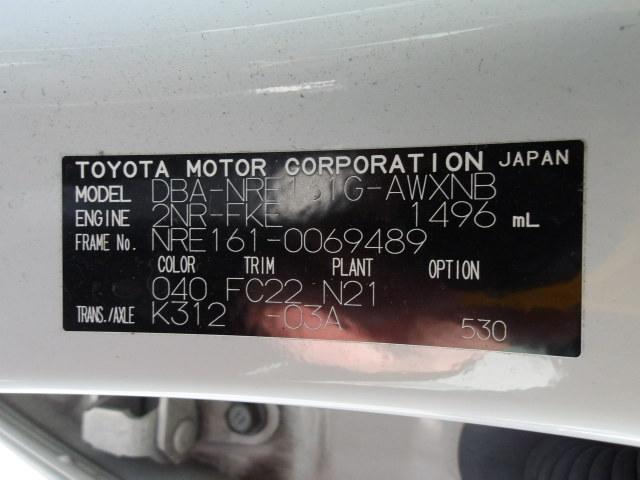 TOYOTA MOTOR CORPORATION JAPAN
MODEL DBA-NRE161G-AWXNB
ENGINE 2NR-FKE 1496 mL
FRAME No. NRE161-0069489
COLOR TRIM PLANT OPTION
040 FC22 N21
TRANS./AXLE K312 -03A 530